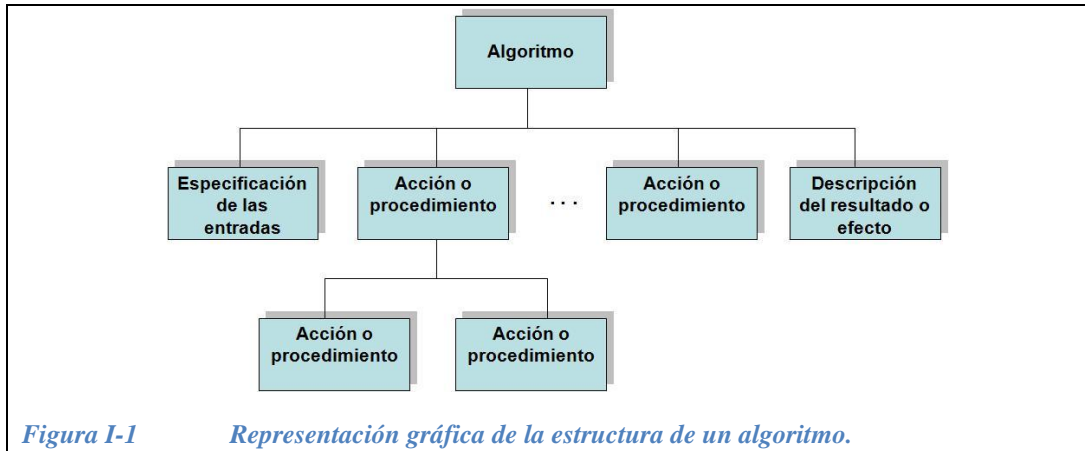 Algoritmo
Especificación
de las
entradas
Acción o
procedimiento
. . .
Acción o
procedimiento
Descripción
del resultado o
efecto
Acción o
procedimiento
Acción o
procedimiento
Figura I-1 Representación gráfica de la estructura de un algoritmo.